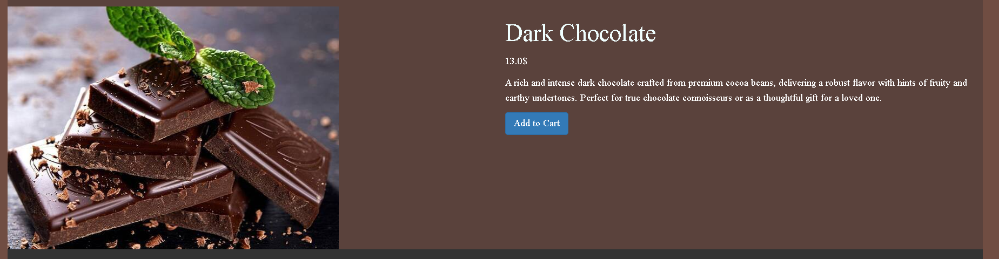 Dark Chocolate
13.0$
A rich and intense dark chocolate crafted from premium cocoa beans, delivering a robust flavor with hints of fruity and
earthy undertones. Perfect for true chocolate connoisseurs or as a thoughtful gift for a loved one.
Add to Cart